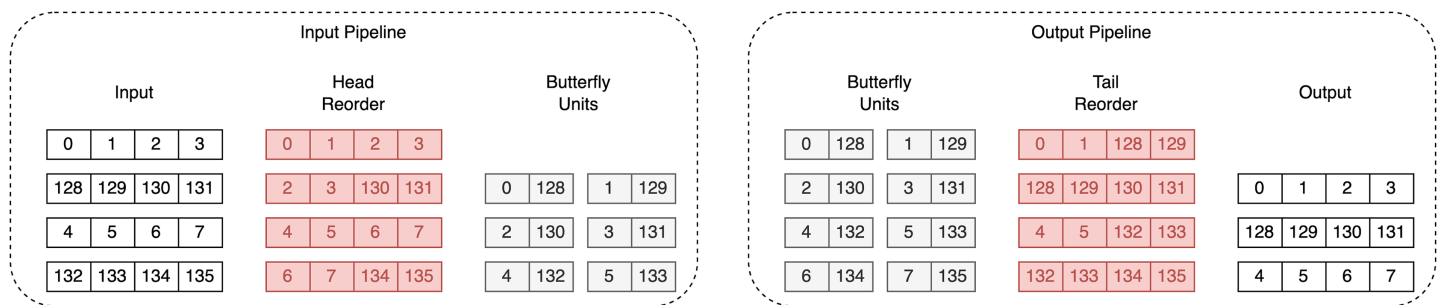 Input Pipeline
Input
Head
Reorder
Butterfly
Units
0 1 2 3
0 1 2 3
128 129 130 131
2 3 130 131
0 128 1 129
4 5 6 7
4 5 6 7
2 130 3 131
132 133 134 135
6 7 134 135
4 132 5 133
Output Pipeline
Butterfly
Units
Tail
Reorder
Output
0 128 1 129
0 1 128 129
2 130 3 131
128 129 130 131
0 1 2 3
4 132 5 133
4 5 132 133
128 129 130 131
6 134 7 135
132 133 134 135
4 5 6 7